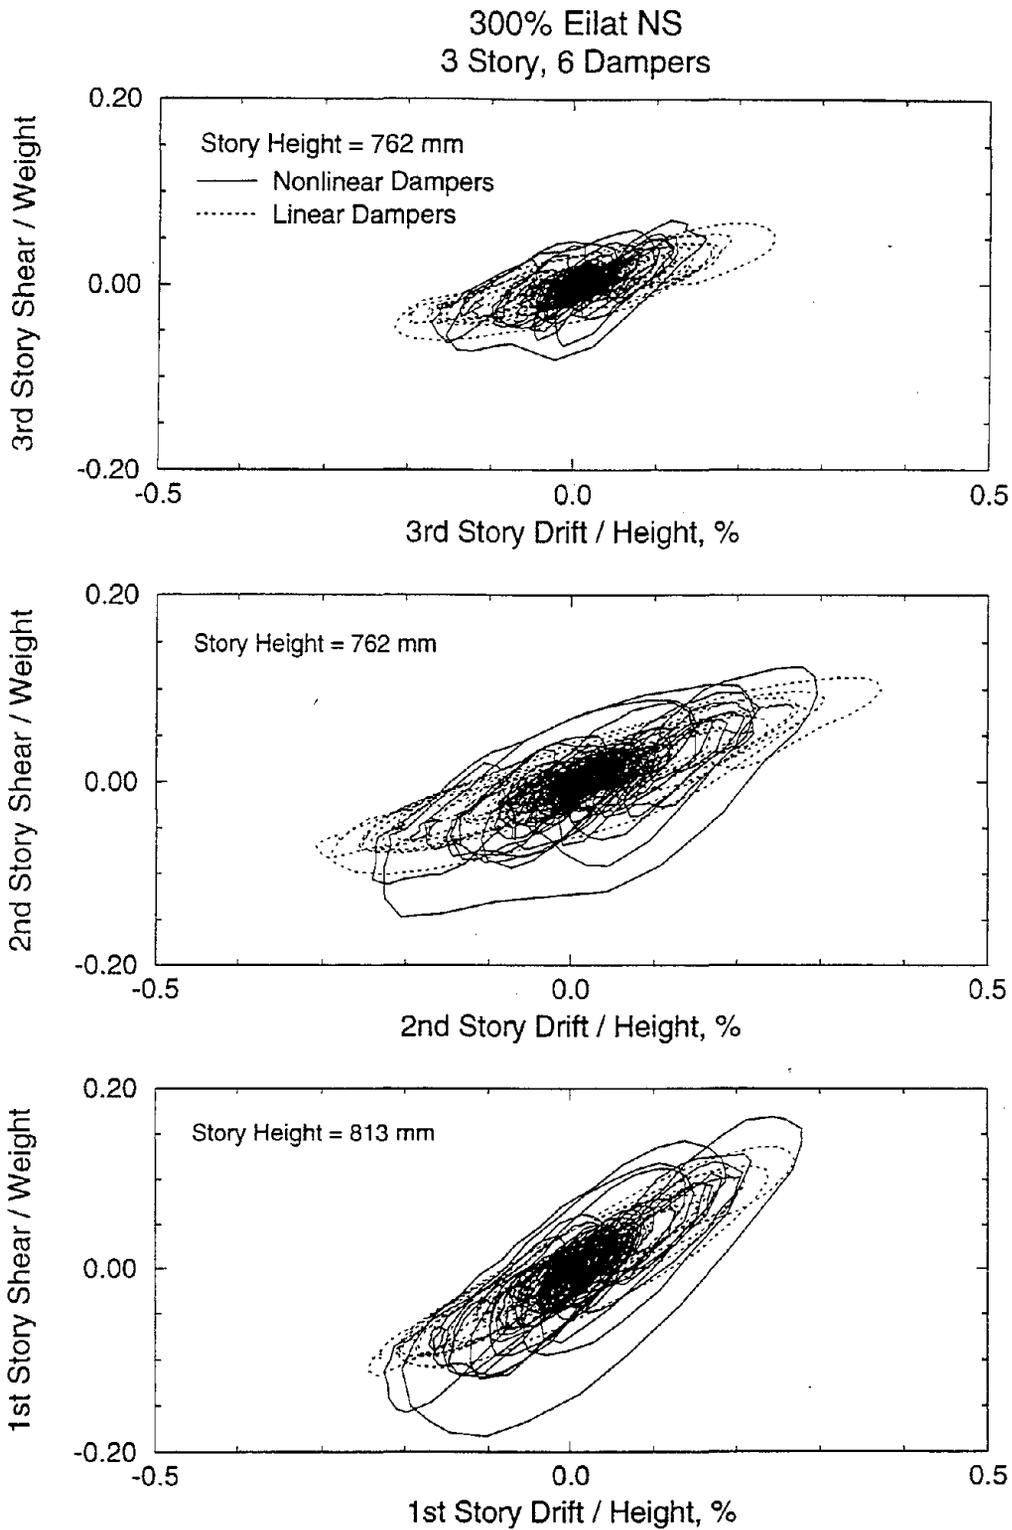 300% Eilat NS
3 Story, 6 Dampers
3rd Story Shear / Weight
0.20
0.00
-0.20
Story Height = 762 mm
Nonlinear Dampers
Linear Dampers
-0.5
0.0
0.5
3rd Story Drift / Height, %
2nd Story Shear / Weight
0.20
0.00
-0.20
Story Height = 762 mm
-0.5
0.0
0.5
2nd Story Drift / Height, %
1st Story Shear / Weight
0.20
0.00
-0.20
Story Height = 813 mm
-0.5
0.0
0.5
1st Story Drift / Height, %